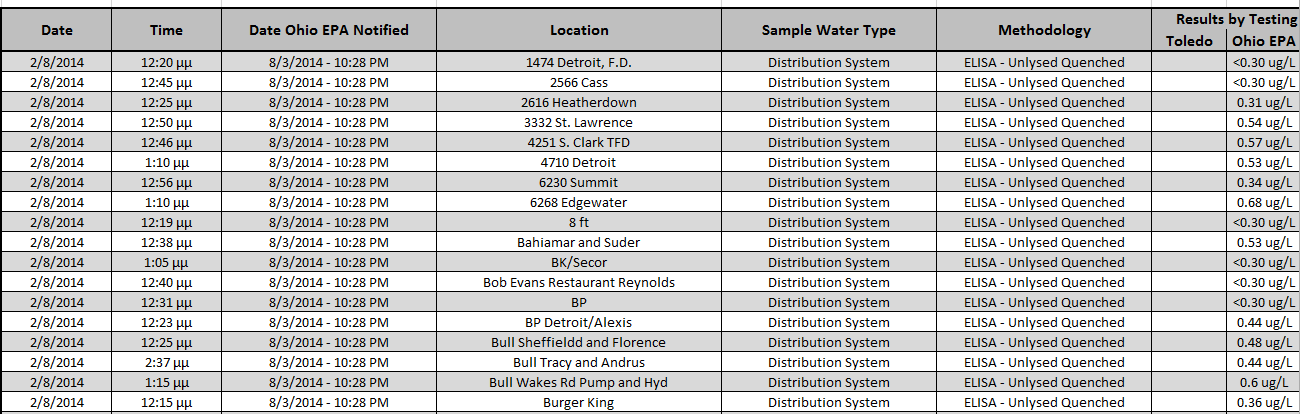 Date Time Date Ohio EPA Notified Location Sample Water Type Methodology Results by Testing
Toledo Ohio EPA
2/8/2014 12:20 μμ 8/3/2014 - 10:28 PM 1474 Detroit, F.D. Distribution System ELISA - Unlysed Quenched <0.30 ug/L
2/8/2014 12:45 μμ 8/3/2014 - 10:28 PM 2566 Cass Distribution System ELISA - Unlysed Quenched <0.30 ug/L
2/8/2014 12:25 μμ 8/3/2014 - 10:28 PM 2616 Heatherdown Distribution System ELISA - Unlysed Quenched 0.31 ug/L
2/8/2014 12:50 μμ 8/3/2014 - 10:28 PM 3332 St. Lawrence Distribution System ELISA - Unlysed Quenched 0.54 ug/L
2/8/2014 12:46 μμ 8/3/2014 - 10:28 PM 4251 S. Clark TFD Distribution System ELISA - Unlysed Quenched 0.57 ug/L
2/8/2014 1:10 μμ 8/3/2014 - 10:28 PM 4710 Detroit Distribution System ELISA - Unlysed Quenched 0.53 ug/L
2/8/2014 12:56 μμ 8/3/2014 - 10:28 PM 6230 Summit Distribution System ELISA - Unlysed Quenched 0.34 ug/L
2/8/2014 1:10 μμ 8/3/2014 - 10:28 PM 6268 Edgewater Distribution System ELISA - Unlysed Quenched 0.68 ug/L
2/8/2014 12:19 μμ 8/3/2014 - 10:28 PM 8 ft Distribution System ELISA - Unlysed Quenched <0.30 ug/L
2/8/2014 12:38 μμ 8/3/2014 - 10:28 PM Bahiamar and Suder Distribution System ELISA - Unlysed Quenched 0.53 ug/L
2/8/2014 1:05 μμ 8/3/2014 - 10:28 PM BK/Secor Distribution System ELISA - Unlysed Quenched <0.30 ug/L
2/8/2014 12:40 μμ 8/3/2014 - 10:28 PM Bob Evans Restaurant Reynolds Distribution System ELISA - Unlysed Quenched <0.30 ug/L
2/8/2014 12:31 μμ 8/3/2014 - 10:28 PM BP Distribution System ELISA - Unlysed Quenched <0.30 ug/L
2/8/2014 12:23 μμ 8/3/2014 - 10:28 PM BP Detroit/Alexis Distribution System ELISA - Unlysed Quenched 0.44 ug/L
2/8/2014 12:25 μμ 8/3/2014 - 10:28 PM Bull Sheffieldd and Florence Distribution System ELISA - Unlysed Quenched 0.48 ug/L
2/8/2014 2:37 μμ 8/3/2014 - 10:28 PM Bull Tracy and Andrus Distribution System ELISA - Unlysed Quenched 0.44 ug/L
2/8/2014 1:15 μμ 8/3/2014 - 10:28 PM Bull Wakes Rd Pump and Hyd Distribution System ELISA - Unlysed Quenched 0.6 ug/L
2/8/2014 12:15 μμ 8/3/2014 - 10:28 PM Burger King Distribution System ELISA - Unlysed Quenched 0.36 ug/L